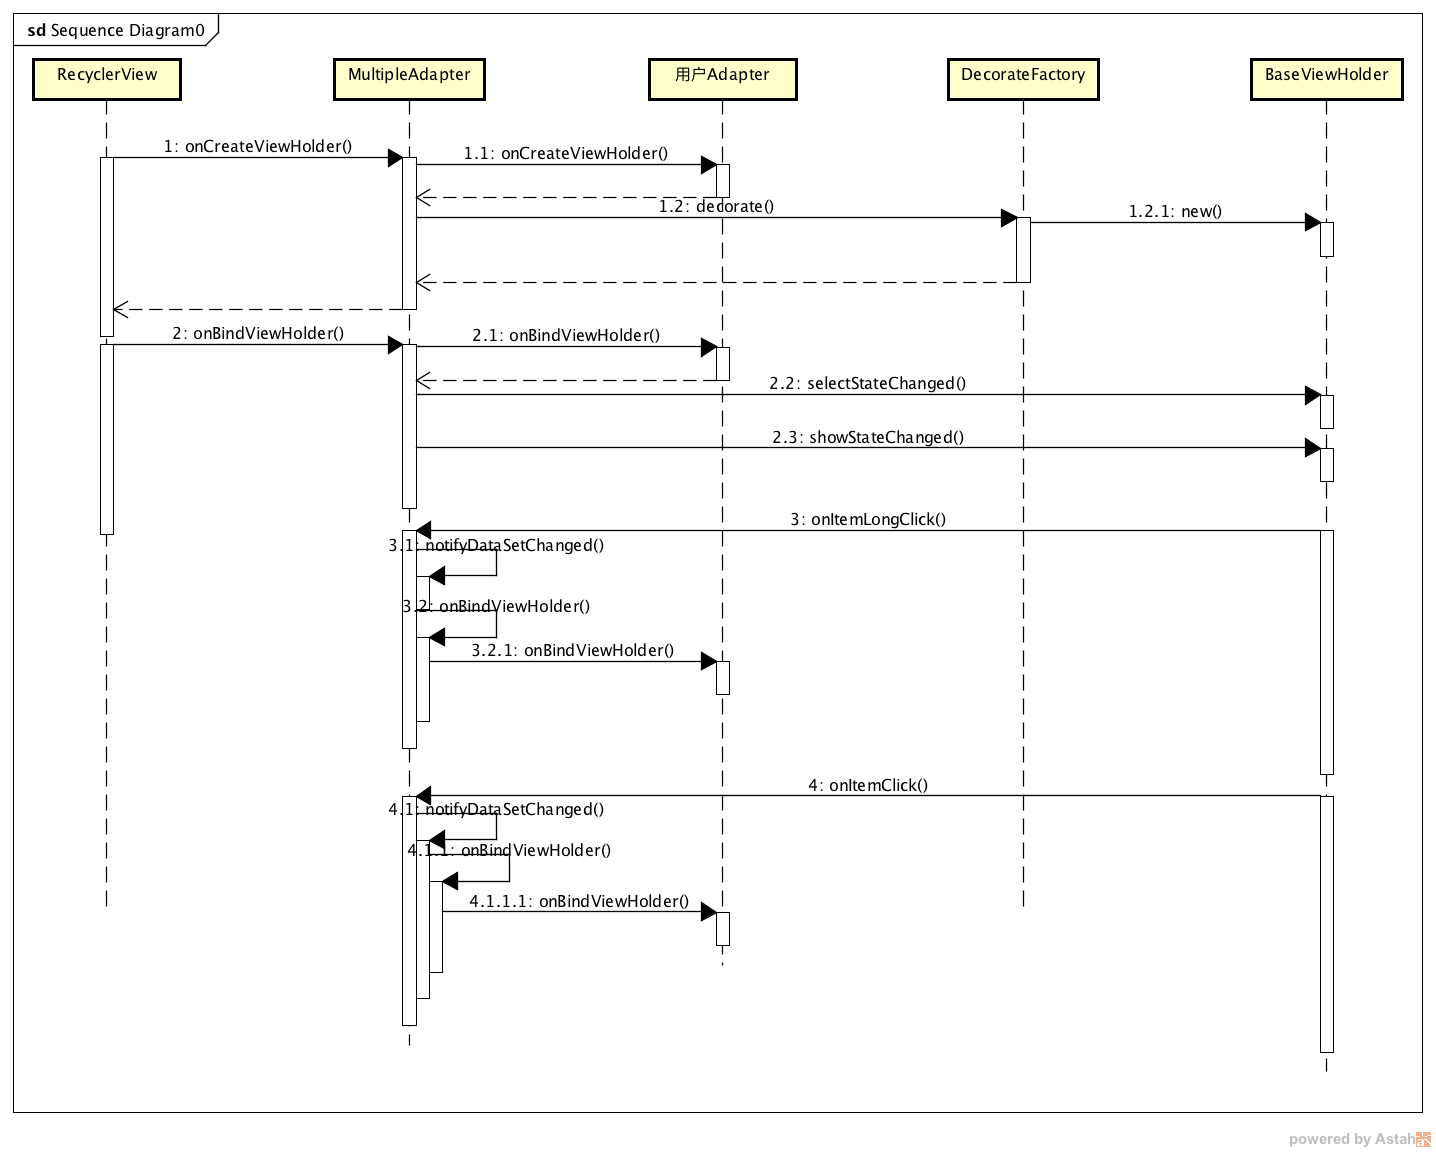 sd Sequence Diagram0
RecyclerView
MultipleAdapter
用户Adapter
DecorateFactory
BaseViewHolder
1: onCreateViewHolder()
1.1: onCreateViewHolder()
1.2: decorate()
1.2.1: new()
2: onBindViewHolder()
2.1: onBindViewHolder()
2.2: selectStateChanged()
2.3: showStateChanged()
3: onItemLongClick()
3.1: notifyDataSetChanged()
3.2: onBindViewHolder()
3.2.1: onBindViewHolder()
4: onItemClick()
4.1: notifyDataSetChanged()
4.1.1: onBindViewHolder()
4.1.1.1: onBindViewHolder()
powered by Astah